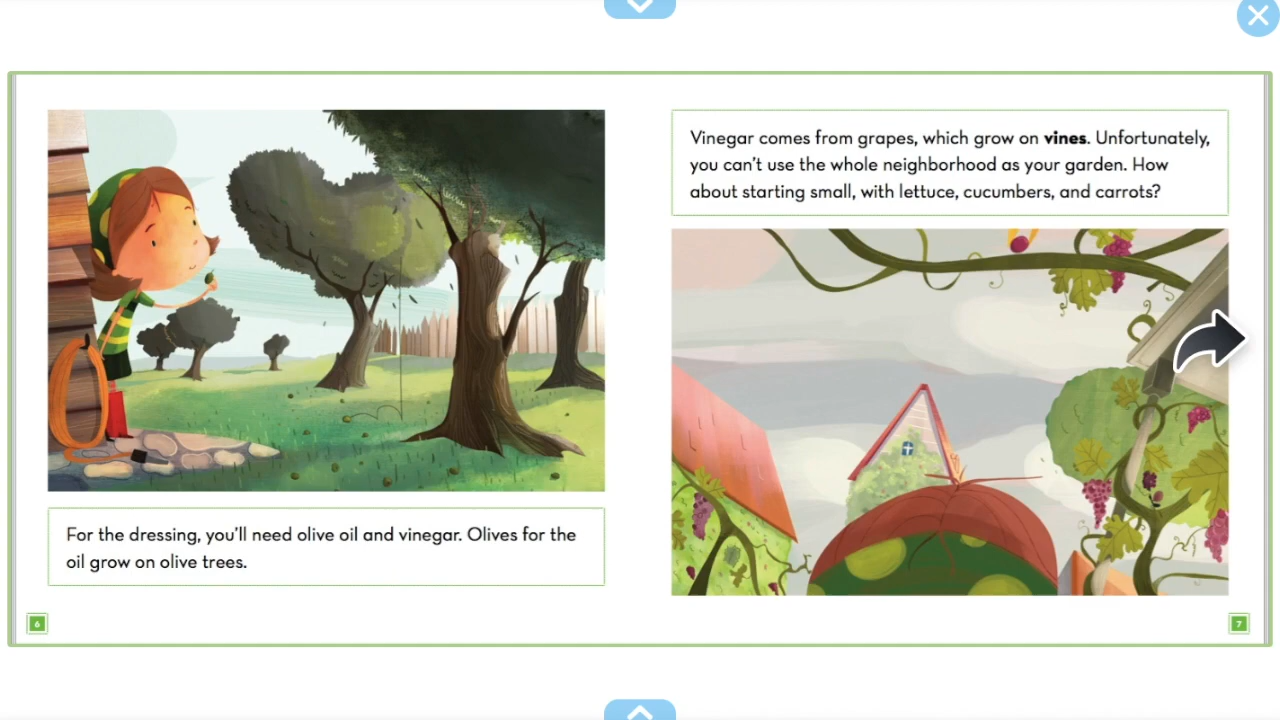 For the dressing, you'll need olive oil and vinegar. Olives for the
oil grow on olive trees.
6
Vinegar comes from grapes, which grow on vines. Unfortunately,
you can't use the whole neighborhood as your garden. How
about starting small, with lettuce, cucumbers, and carrots?
7